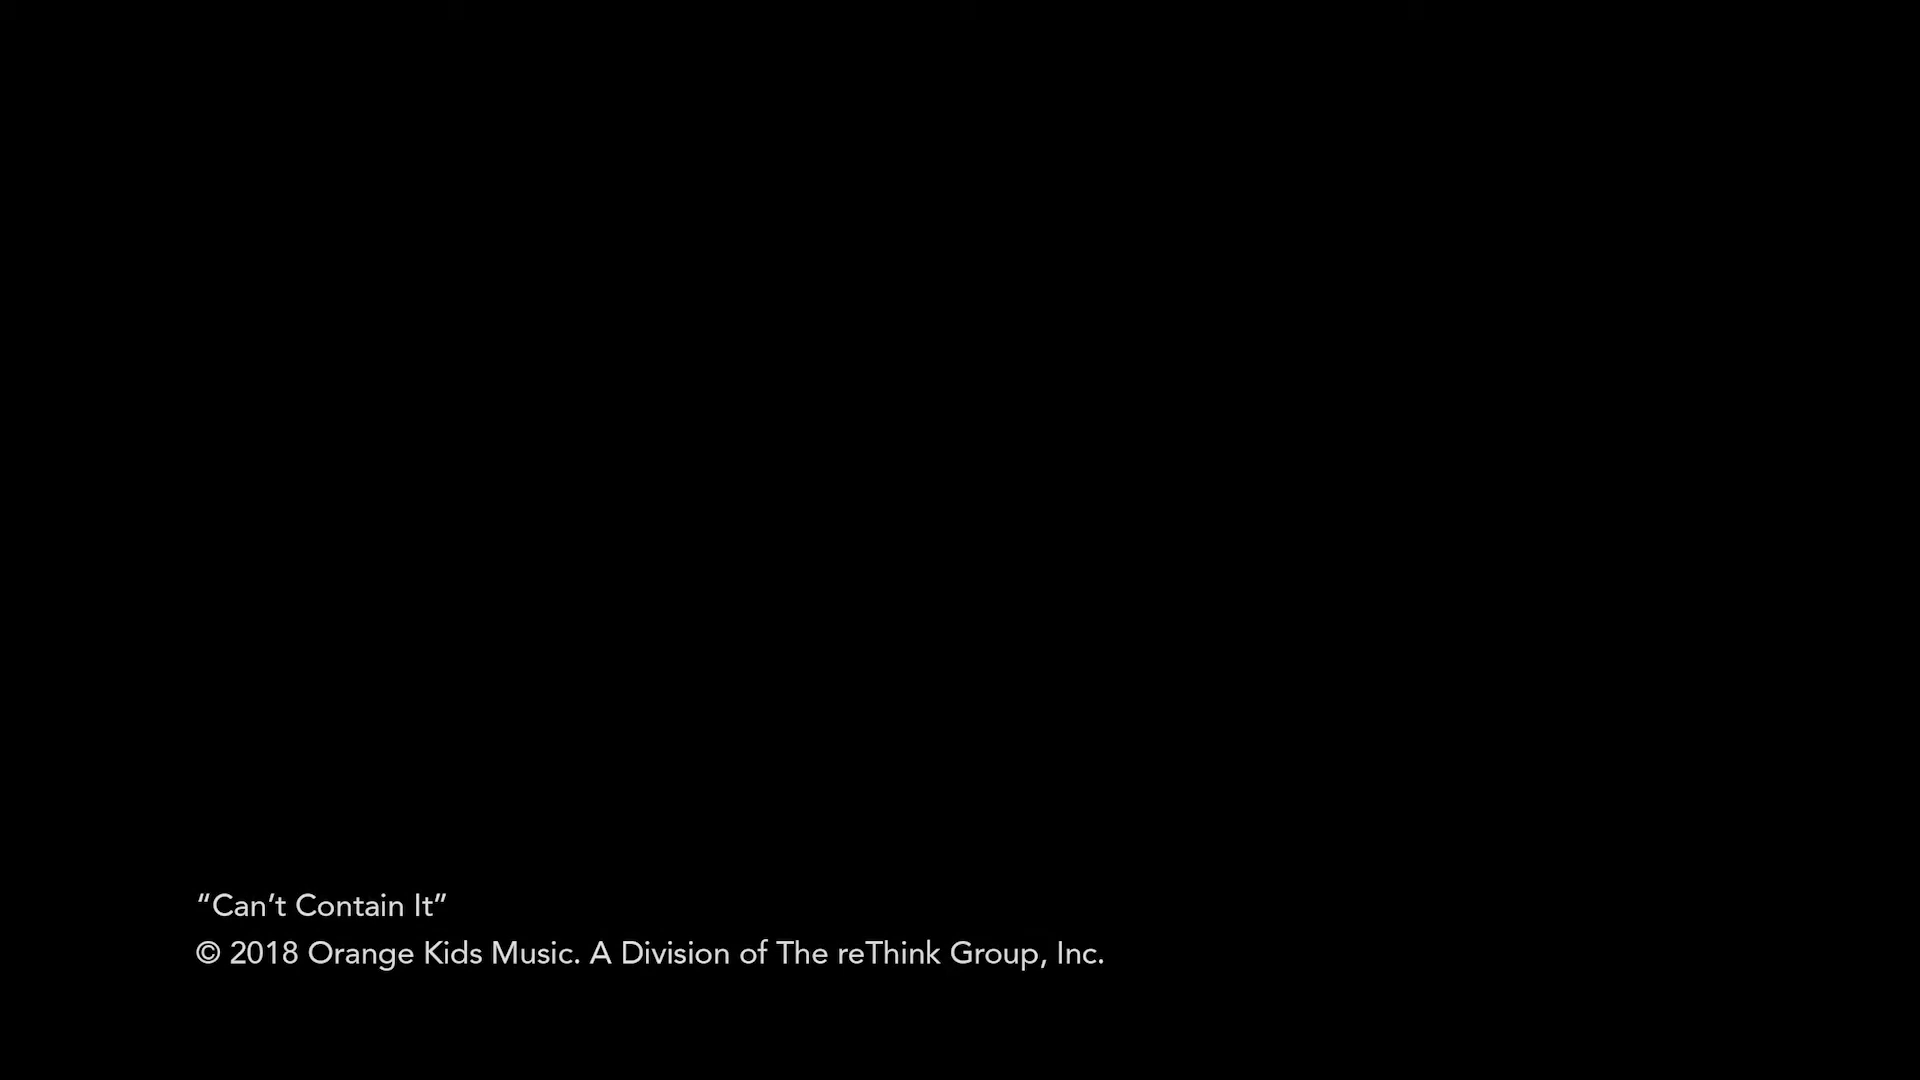 “Can’t Contain It”
© 2018 Orange Kids Music. A Division of The reThink Group, Inc.